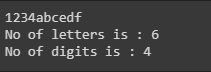 1234abcedf
No of letters is : 6
No of digits is : 4